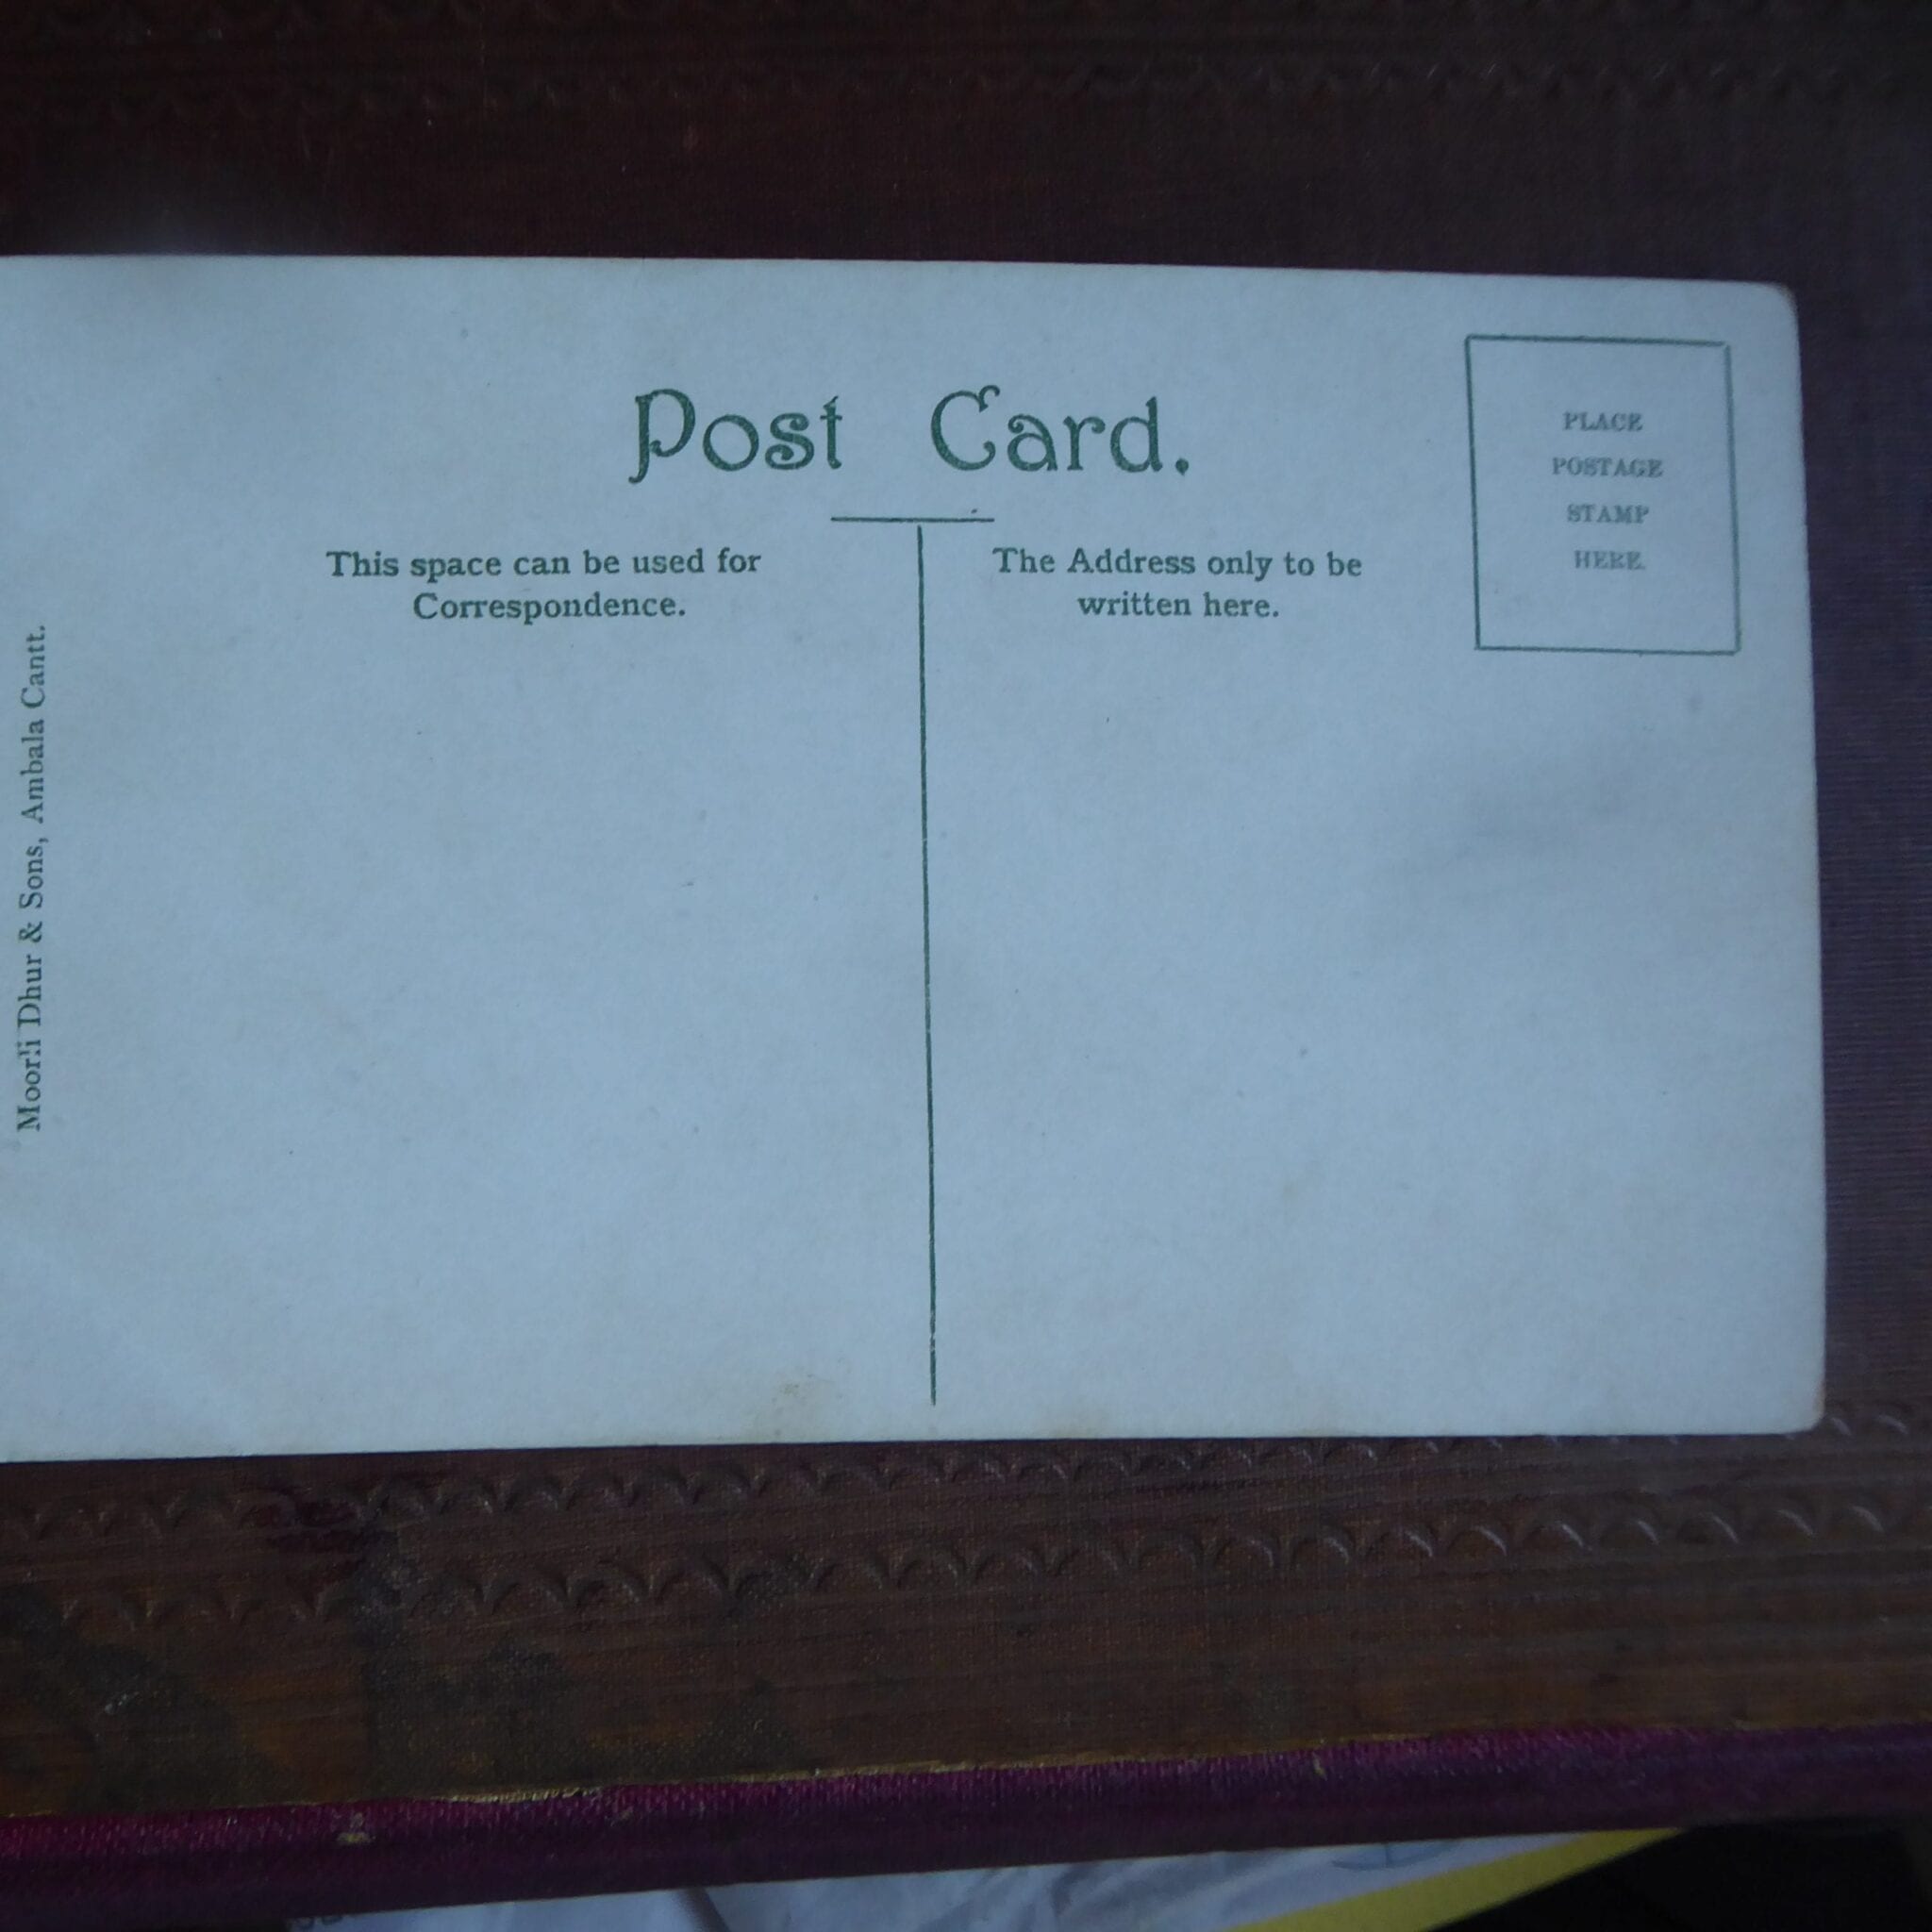 Post Card.
PLACE
POSTAGE
STAMP
HERE
This space can be used for
Correspondence.
The Address only to be
written here.
Moorli Dhur & Sons, Ambala Cantt.